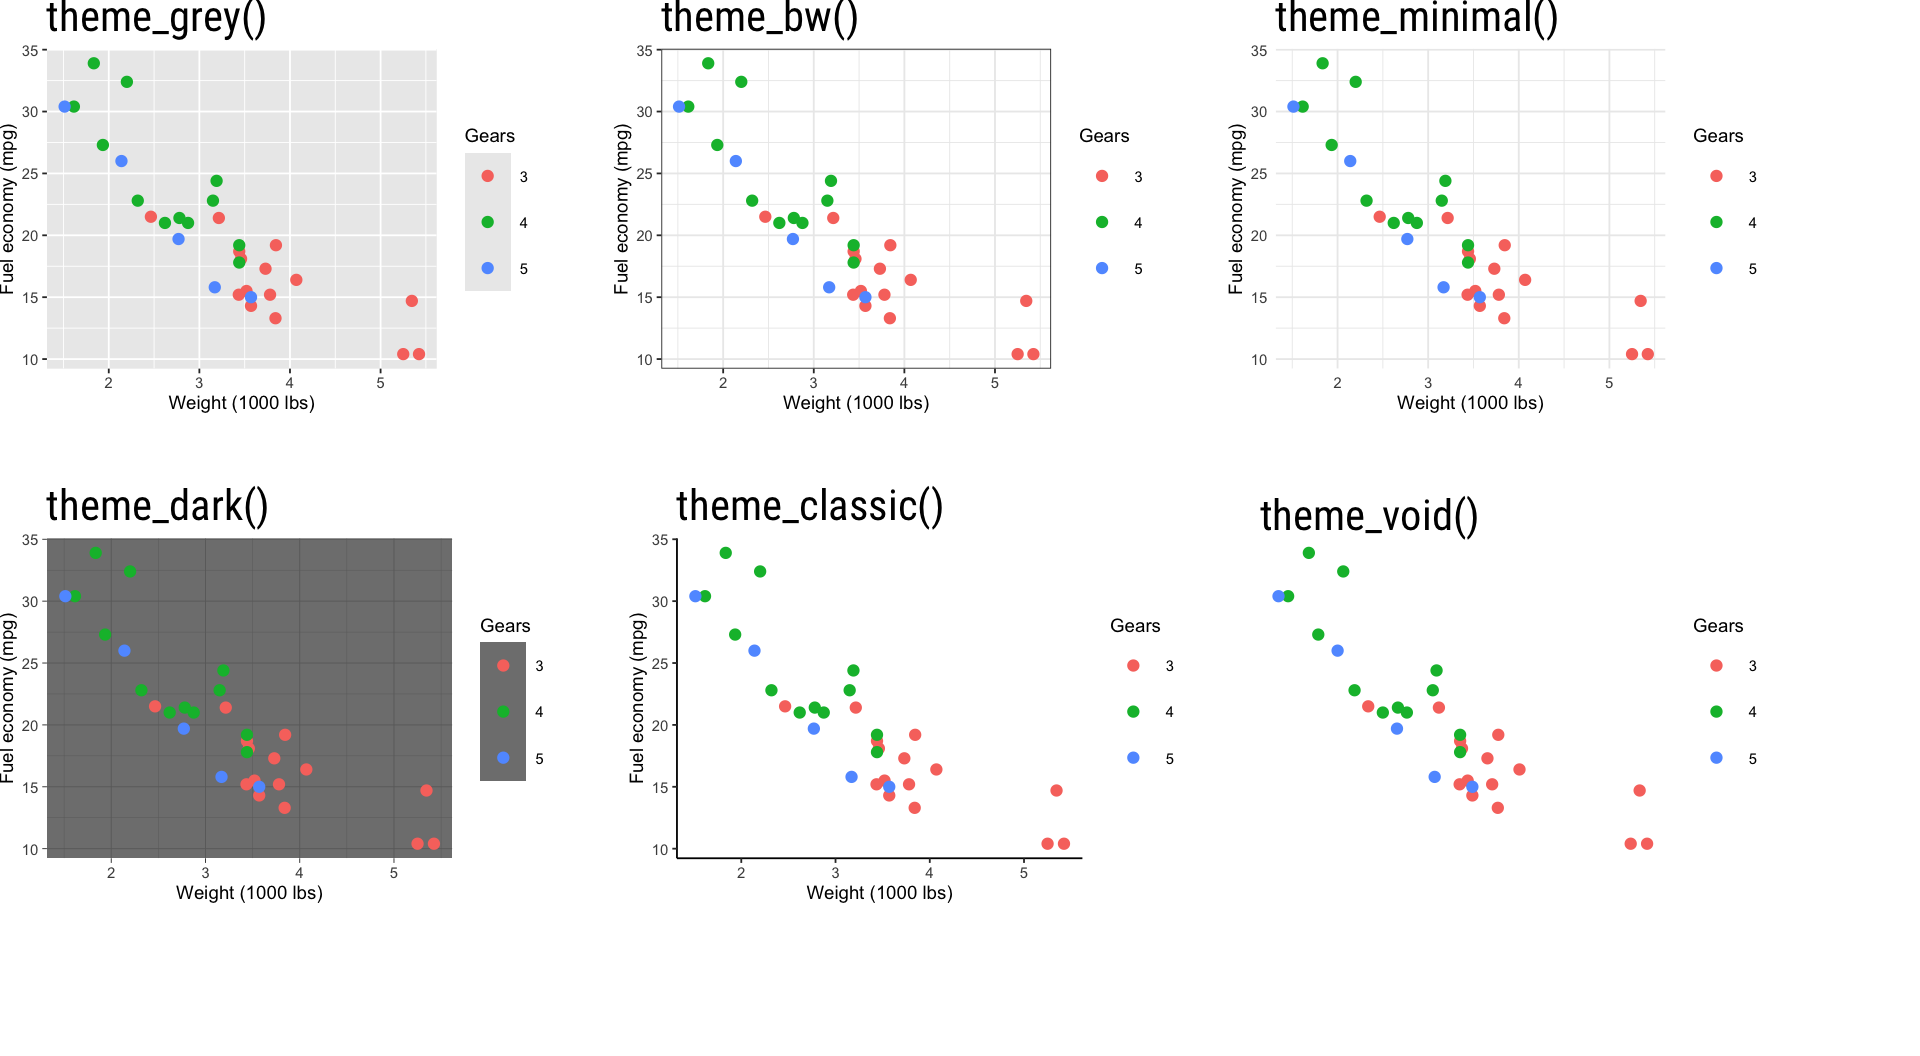 theme_grey()
35
30
25
20
15
10
Fuel economy (mpg)
2 3 4 5
Weight (1000 lbs)
Gears
3
4
5
theme_bw()
35
30
25
20
15
10
Fuel economy (mpg)
2 3 4 5
Weight (1000 lbs)
Gears
3
4
5
theme_minimal()
35
30
25
20
15
10
Fuel economy (mpg)
2 3 4 5
Weight (1000 lbs)
Gears
3
4
5
theme_dark()
35
30
25
20
15
10
Fuel economy (mpg)
2 3 4 5
Weight (1000 lbs)
Gears
3
4
5
theme_classic()
35
30
25
20
15
10
Fuel economy (mpg)
2 3 4 5
Weight (1000 lbs)
Gears
3
4
5
theme_void()
Gears
3
4
5